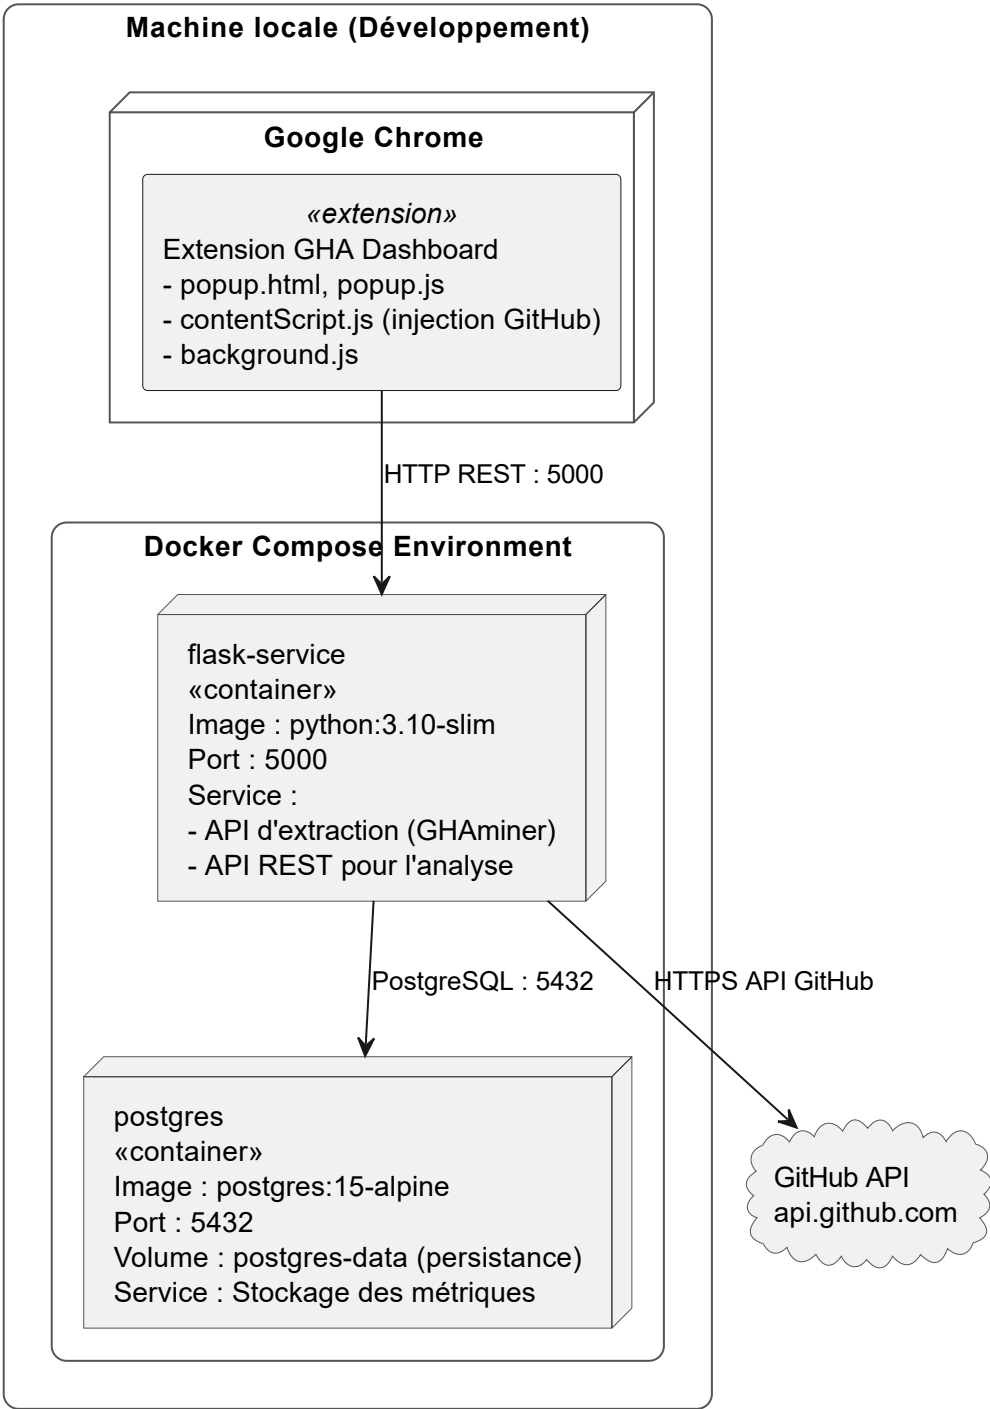 Machine locale (Développement)
Google Chrome
«extension»
Extension GHA Dashboard
- popup.html, popup.js
- contentScript.js (injection GitHub)
- background.js
HTTP REST : 5000
Docker Compose Environment
flask-service
«container»
Image : python:3.10-slim
Port : 5000
Service :
- API d'extraction (GHAminer)
- API REST pour l'analyse
PostgreSQL : 5432
HTTPS API GitHub
postgres
«container»
Image : postgres:15-alpine
Port : 5432
Volume : postgres-data (persistance)
Service : Stockage des métriques
GitHub API
api.github.com